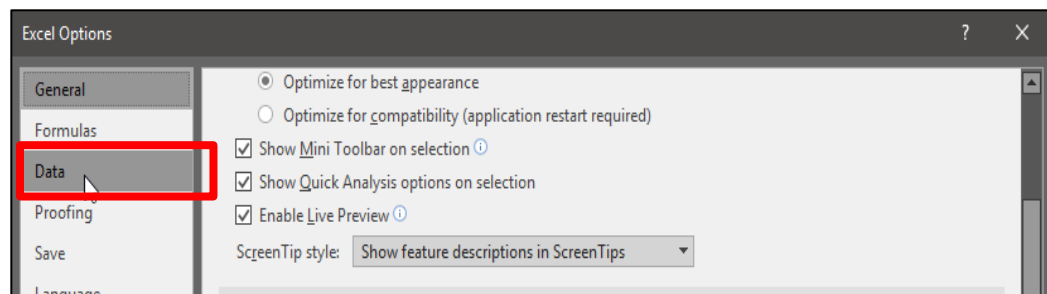 Excel Options ?
General
Formulas
Data
Proofing
Save
Language
Optimize for best appearance
Optimize for compatibility (application restart required)
Show Mini Toolbar on selection
Show Quick Analysis options on selection
Enable Live Preview
ScreenTip style: Show feature descriptions in ScreenTips